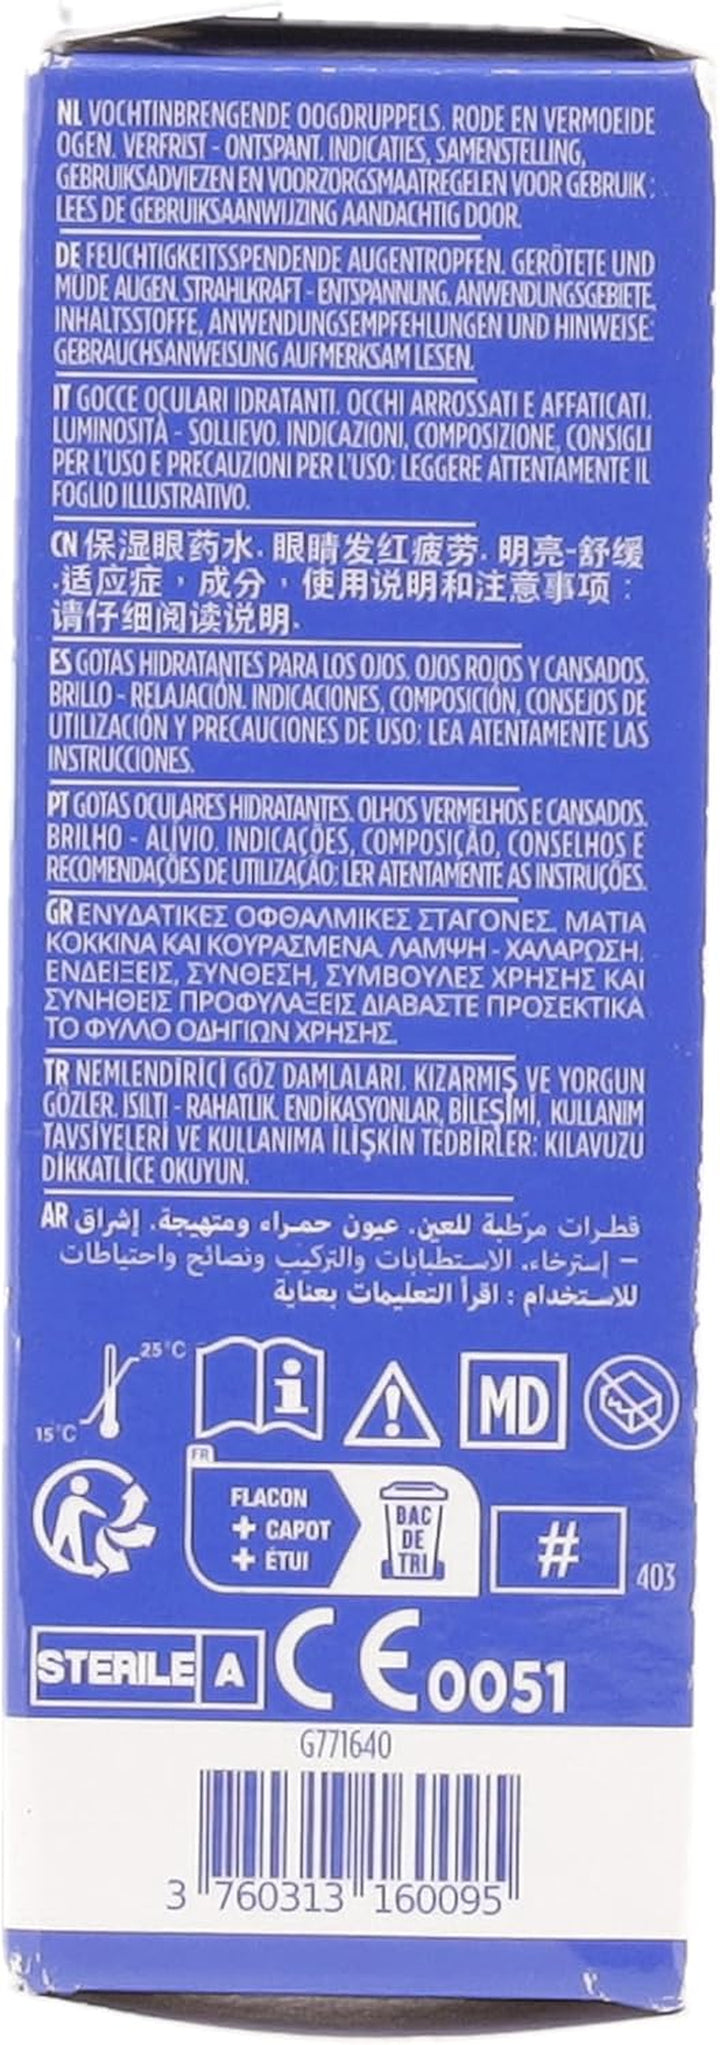 NL VOCHTINBRENGENDE OOGDRUPPELS. RODE EN VERMOEIDE
OGEN. VERFRIST - ONTSPANT. INDICATIES, SAMENSTELLING,
GEBRUIKSADVIEZEN EN VOORZORGSMAATREGELEN VOOR GEBRUIK :
LEES DE GEBRUIKSAANWIJZING AANDACHTIG DOOR.
DE FEUCHTIGKEITSSPENDENDE AUGENTROPFEN. GERÖTETE UND
MÜDE AUGEN. STRAHLKRAFT - ENTSPANNUNG. ANWENDUNGSGEBIETE,
INHALTSSTOFFE, ANWENDUNGSEMPFEHLUNGEN UND HINWEISE:
GEBRAUCHSANWEISUNG AUFMERKSAM LESEN.
IT GOCCE OCULARI IDRATANTI. OCCHI ARROSSATI E AFFATICATI.
LUMINOSITÀ - SOLLIEVO. INDICAZIONI, COMPOSIZIONE, CONSIGLI
PER L'USO E PRECAUZIONI PER L'USO: LEGGERE ATTENTAMENTE IL
FOGLIO ILLUSTRATIVO.
CN 保湿眼药水. 眼睛发红疲劳. 明亮-舒缓
.适应症，成分，使用说明和注意事项：
请仔细阅读说明.
ES GOTAS HIDRATANTES PARA LOS OJOS. OJOS ROJOS Y CANSADOS.
BRILLO - RELAJACIÓN. INDICACIONES, COMPOSICIÓN, CONSEJOS DE
UTILIZACIÓN Y PRECAUCIONES DE USO: LEA ATENTAMENTE LAS
INSTRUCCIONES.
PT GOTAS OCULARES HIDRATANTES. OLHOS VERMELHOS E CANSADOS.
BRILHO - ALÍVIO. INDICAÇÕES, COMPOSIÇÃO, CONSELHOS E
RECOMENDAÇÕES DE UTILIZAÇÃO: LER ATENTAMENTE AS INSTRUÇÕES.
GR ΕΝΥΔΑΤΙΚΕΣ ΟΦΘΑΛΜΙΚΕΣ ΣΤΑΓΟΝΕΣ. ΜΑΤΙΑ
ΚΟΚΚΙΝΑ ΚΑΙ ΚΟΥΡΑΣΜΕΝΑ. ΛΑΜΨΗ - ΧΑΛΑΡΩΣΗ.
ΕΝΔΕΙΞΕΙΣ, ΣΥΝΘΕΣΗ, ΣΥΜΒΟΥΛΕΣ ΧΡΗΣΗΣ ΚΑΙ
ΣΥΝΗΘΕΙΣ ΠΡΟΦΥΛΑΞΕΙΣ ΔΙΑΒΑΣΤΕ ΠΡΟΣΕΚΤΙΚΑ
ΤΟ ΦΥΛΛΟ ΟΔΗΓΙΩΝ ΧΡΗΣΗΣ.
TR NEMLENDİRİCİ GÖZ DAMLALARI. KIZARMIŞ VE YORGUN
GÖZLER. ISILTI - RAHATLIK. ENDİKASYONLAR, BİLEŞİMİ, KULLANIM
TAVSİYELERİ VE KULLANIMA İLİŞKİN TEDBİRLER: KILAVUZU
DİKKATLİCE OKUYUN.
AR قطرات مرّطبة للعين. عيون حمراء ومتهيجة. إشراق
– إسترخاء. الاستطبابات والتركيب ونصائح واحتياطات
للاستخدام : اقرأ التعليمات بعناية
25°C
15°C
MD
FR
FLACON
+ CAPOT
+ ÉTUI
BAC
DE
TRI
#
403
STERILE A
CE 0051
G771640
3 760313 160095